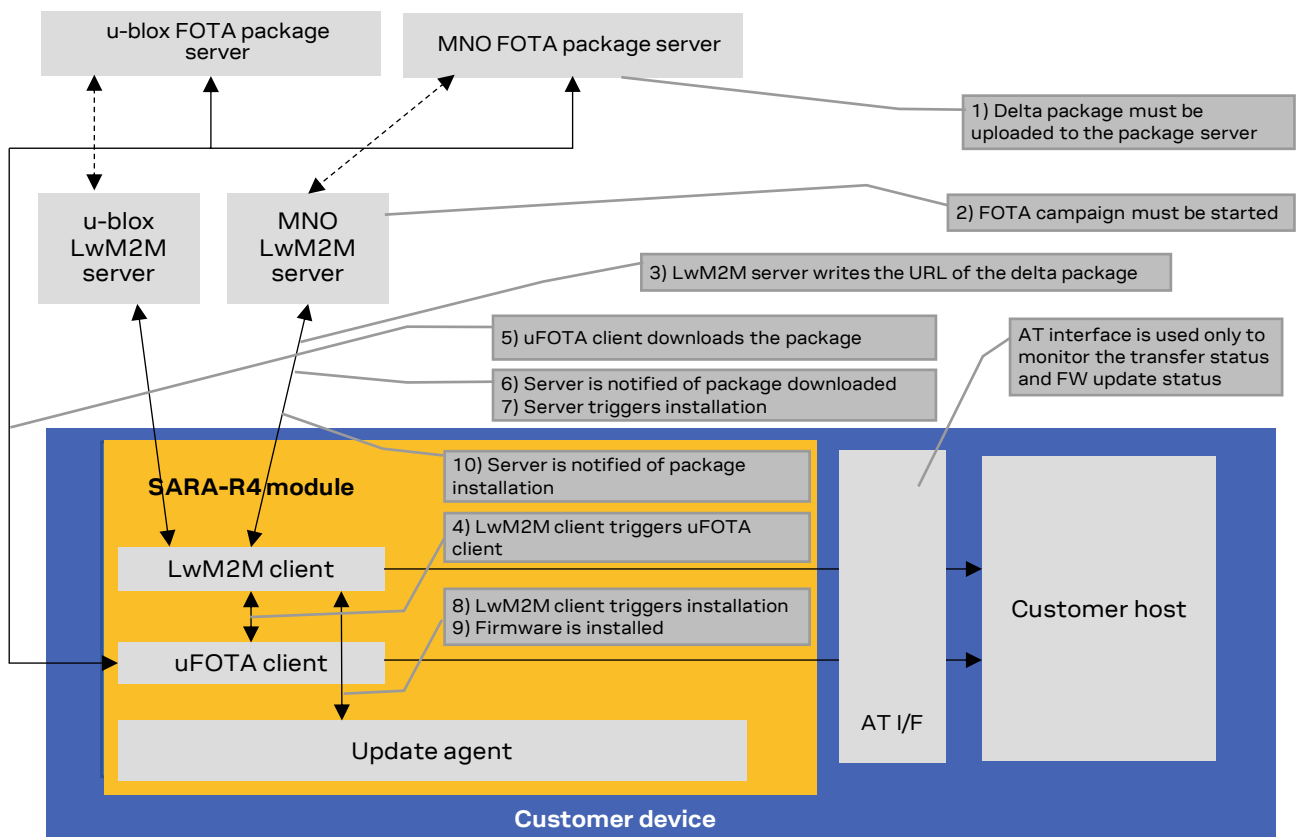 u-blox FOTA package
server
MNO FOTA package server
1) Delta package must be
uploaded to the package server
u-blox
LwM2M
server
MNO
LwM2M
server
2) FOTA campaign must be started
3) LwM2M server writes the URL of the delta package
5) uFOTA client downloads the package
AT interface is used only to
monitor the transfer status
and FW update status
6) Server is notified of package downloaded
7) Server triggers installation
10) Server is notified of package
installation
SARA-R4 module
4) LwM2M client triggers uFOTA
client
LwM2M client
8) LwM2M client triggers installation
9) Firmware is installed
Customer host
uFOTA client
AT I/F
Update agent
Customer device